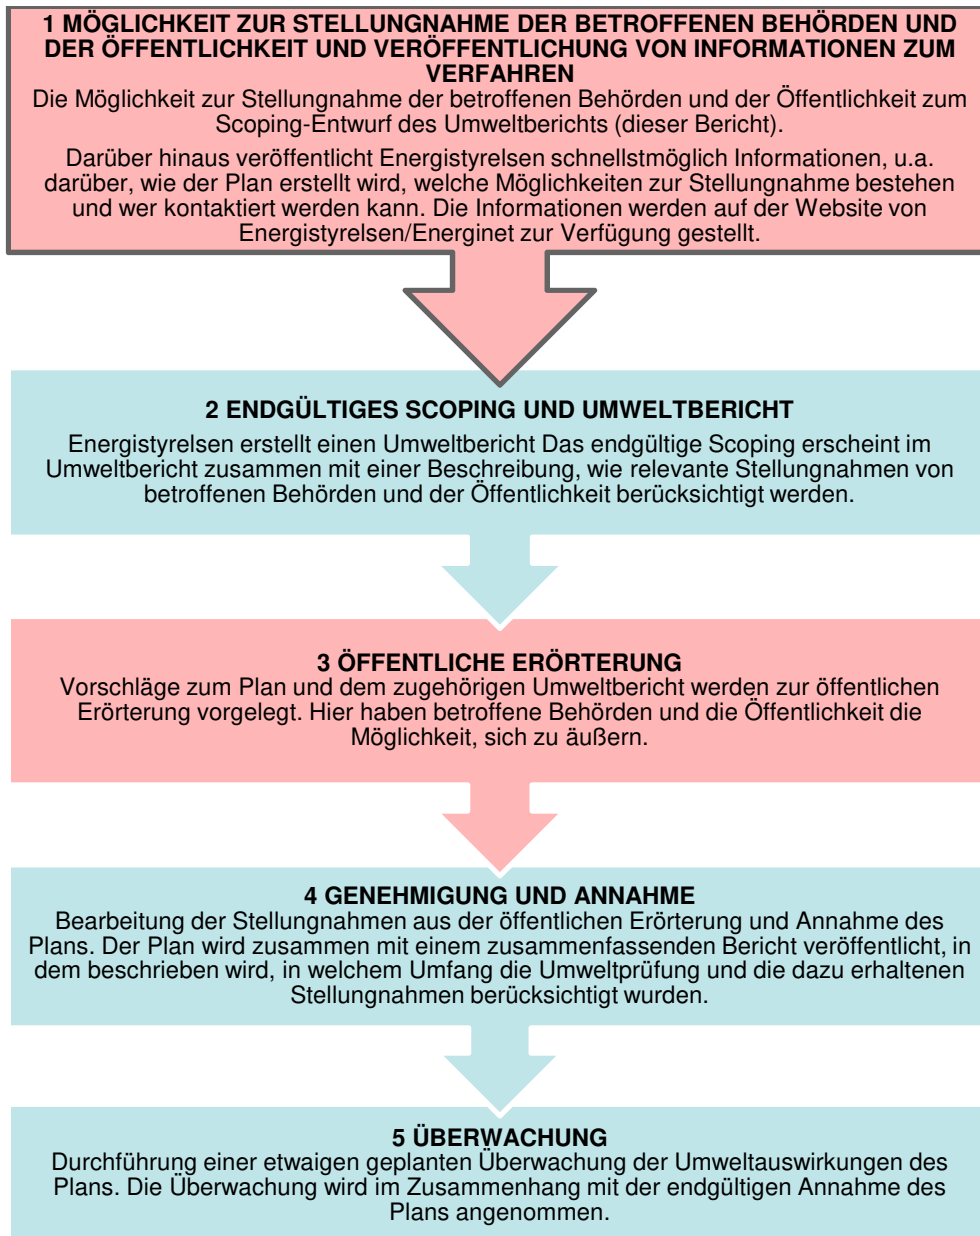 1 MÖGLICHKEIT ZUR STELLUNGNAHME DER BETROFFENEN BEHÖRDEN UND
DER ÖFFENTLICHKEIT UND VERÖFFENTLICHUNG VON INFORMATIONEN ZUM
VERFAHREN
Die Möglichkeit zur Stellungnahme der betroffenen Behörden und der Öffentlichkeit zum
Scoping-Entwurf des Umweltberichts (dieser Bericht).
Darüber hinaus veröffentlicht Energistyrelsen schnellstmöglich Informationen, u.a.
darüber, wie der Plan erstellt wird, welche Möglichkeiten zur Stellungnahme bestehen
und wer kontaktiert werden kann. Die Informationen werden auf der Website von
Energistyrelsen/Energinet zur Verfügung gestellt.
2 ENDGÜLTIGES SCOPING UND UMWELTBERICHT
Energistyrelsen erstellt einen Umweltbericht Das endgültige Scoping erscheint im
Umweltbericht zusammen mit einer Beschreibung, wie relevante Stellungnahmen von
betroffenen Behörden und der Öffentlichkeit berücksichtigt werden.
3 ÖFFENTLICHE ERÖRTERUNG
Vorschläge zum Plan und dem zugehörigen Umweltbericht werden zur öffentlichen
Erörterung vorgelegt. Hier haben betroffene Behörden und die Öffentlichkeit die
Möglichkeit, sich zu äußern.
4 GENEHMIGUNG UND ANNAHME
Bearbeitung der Stellungnahmen aus der öffentlichen Erörterung und Annahme des
Plans. Der Plan wird zusammen mit einem zusammenfassenden Bericht veröffentlicht, in
dem beschrieben wird, in welchem Umfang die Umweltprüfung und die dazu erhaltenen
Stellungnahmen berücksichtigt wurden.
5 ÜBERWACHUNG
Durchführung einer etwaigen geplanten Überwachung der Umweltauswirkungen des
Plans. Die Überwachung wird im Zusammenhang mit der endgültigen Annahme des
Plans angenommen.